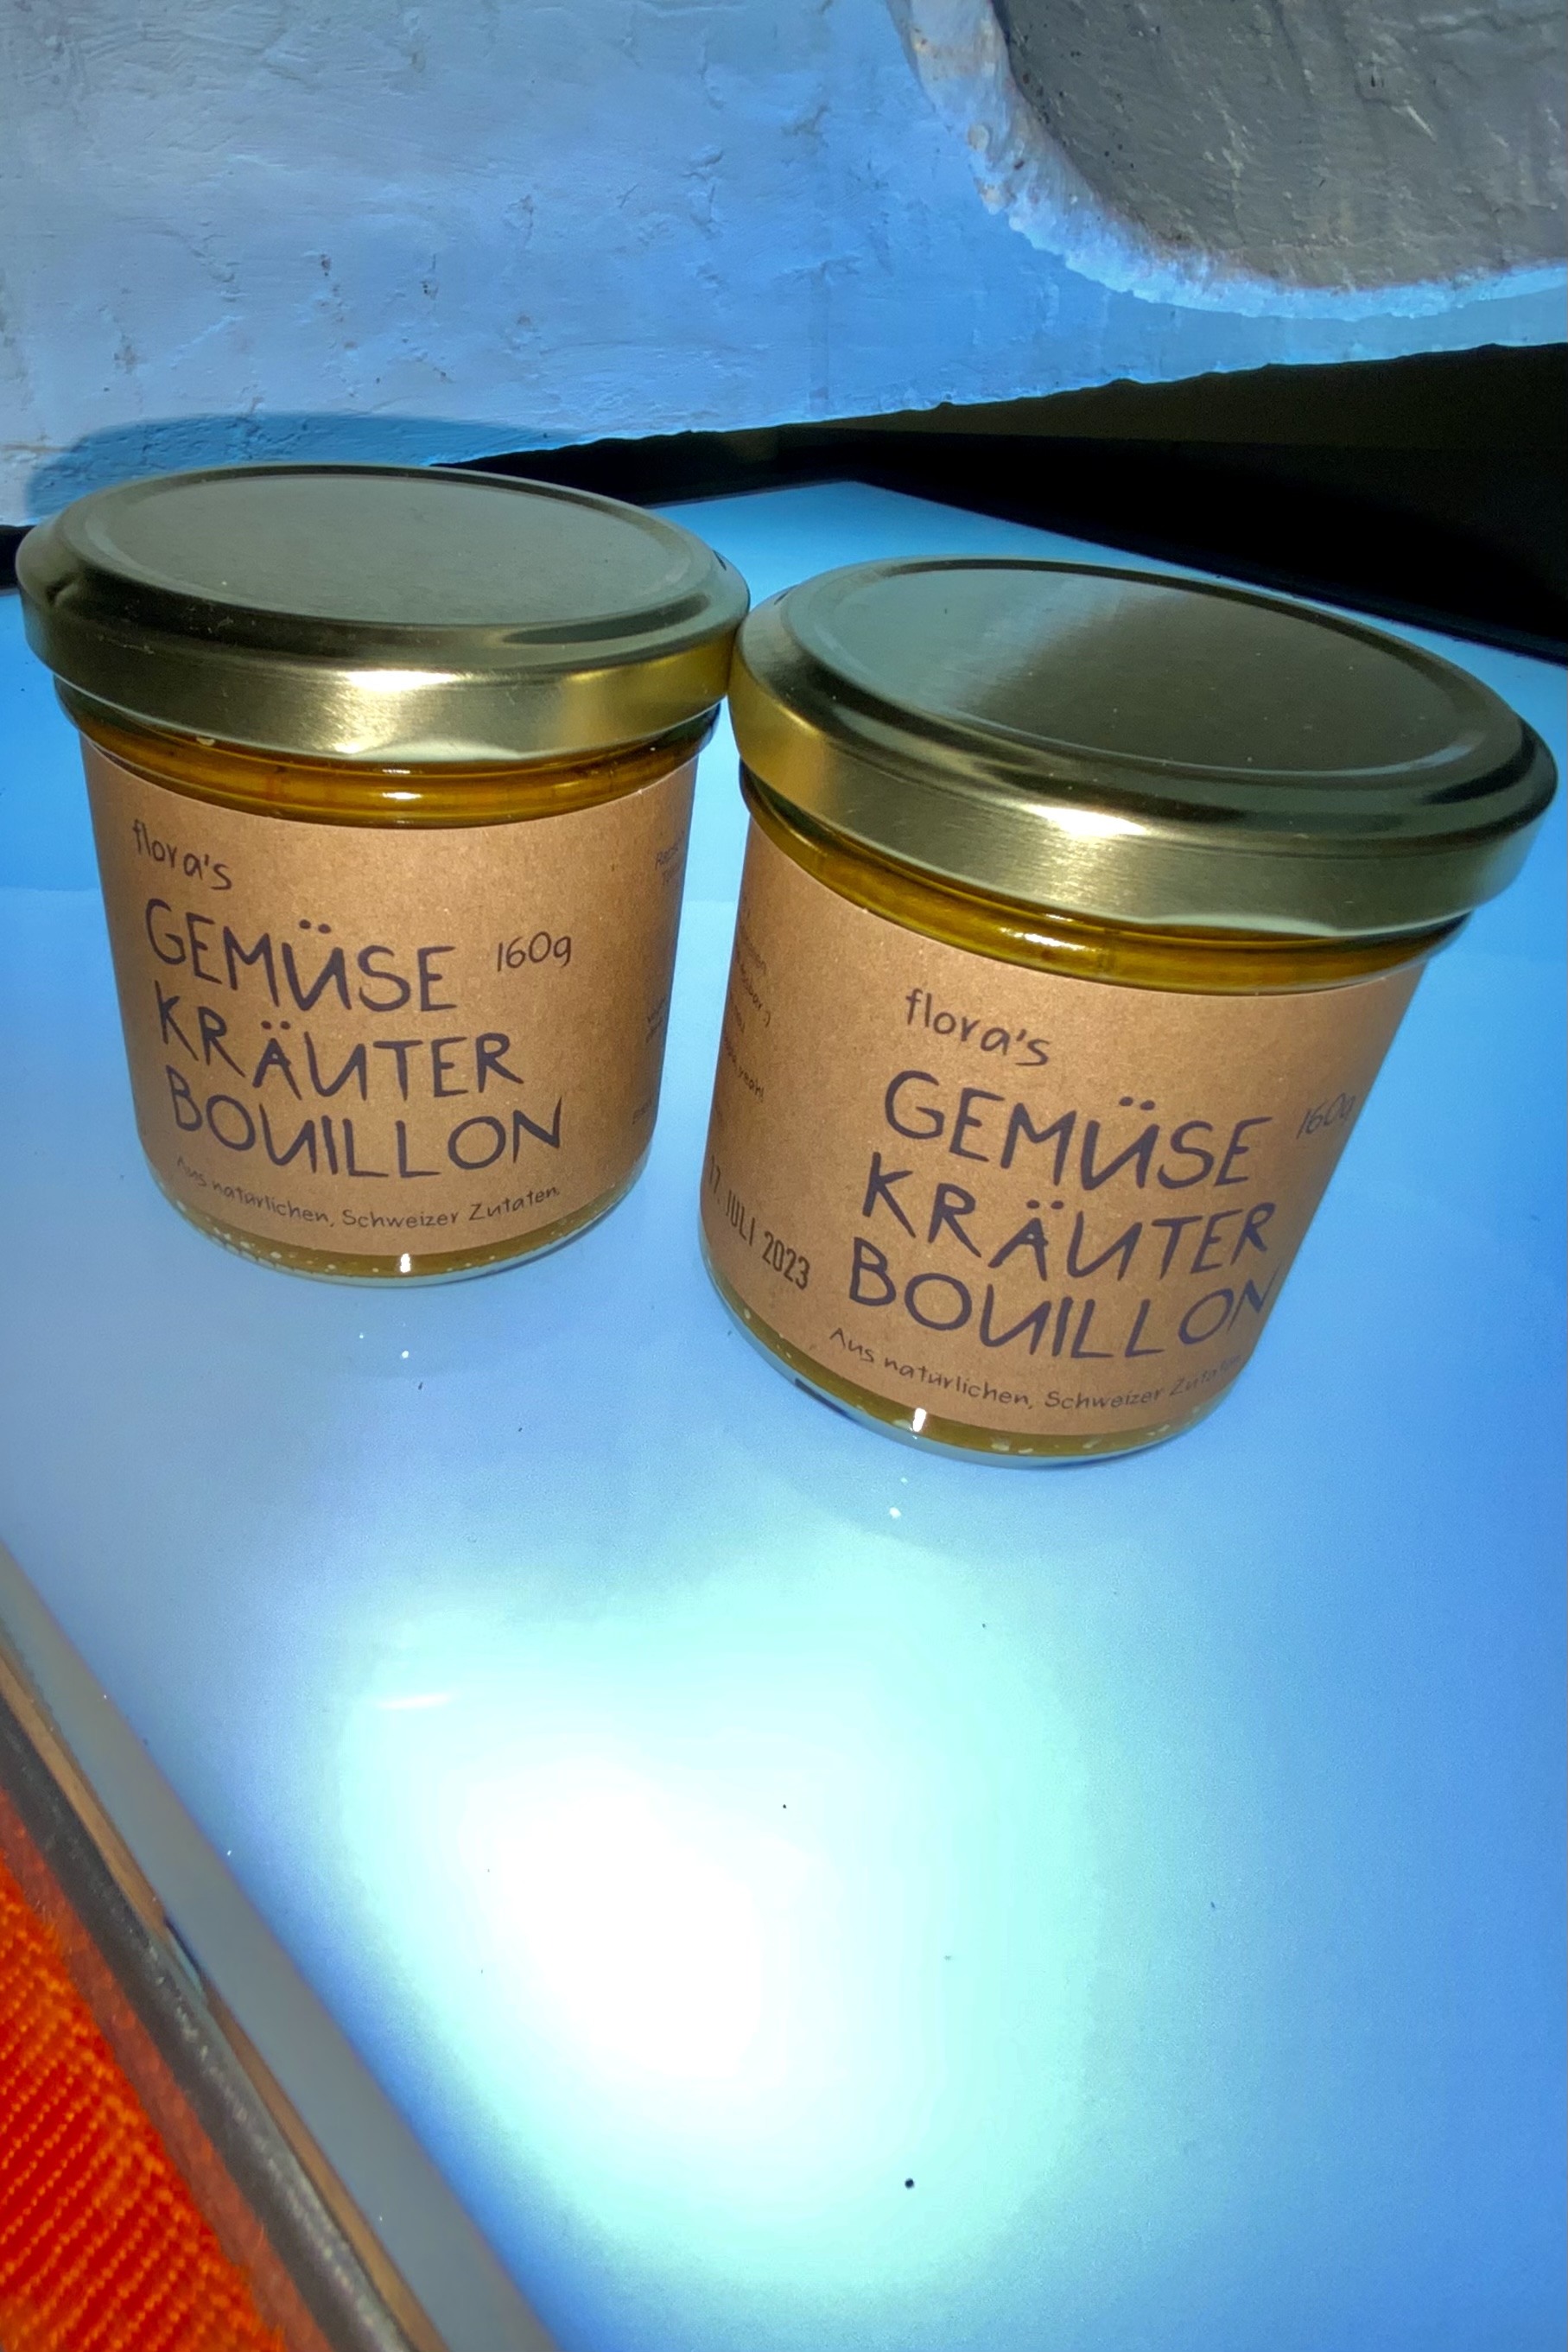 flora's
GEMÜSE 160g
KRÄUTER
BOUILLON
Aus natürlichen, Schweizer Zutaten.
flora's
GEMÜSE 160g
KRÄUTER
BOUILLON
Aus natürlichen, Schweizer Zutaten
17. JULI 2023